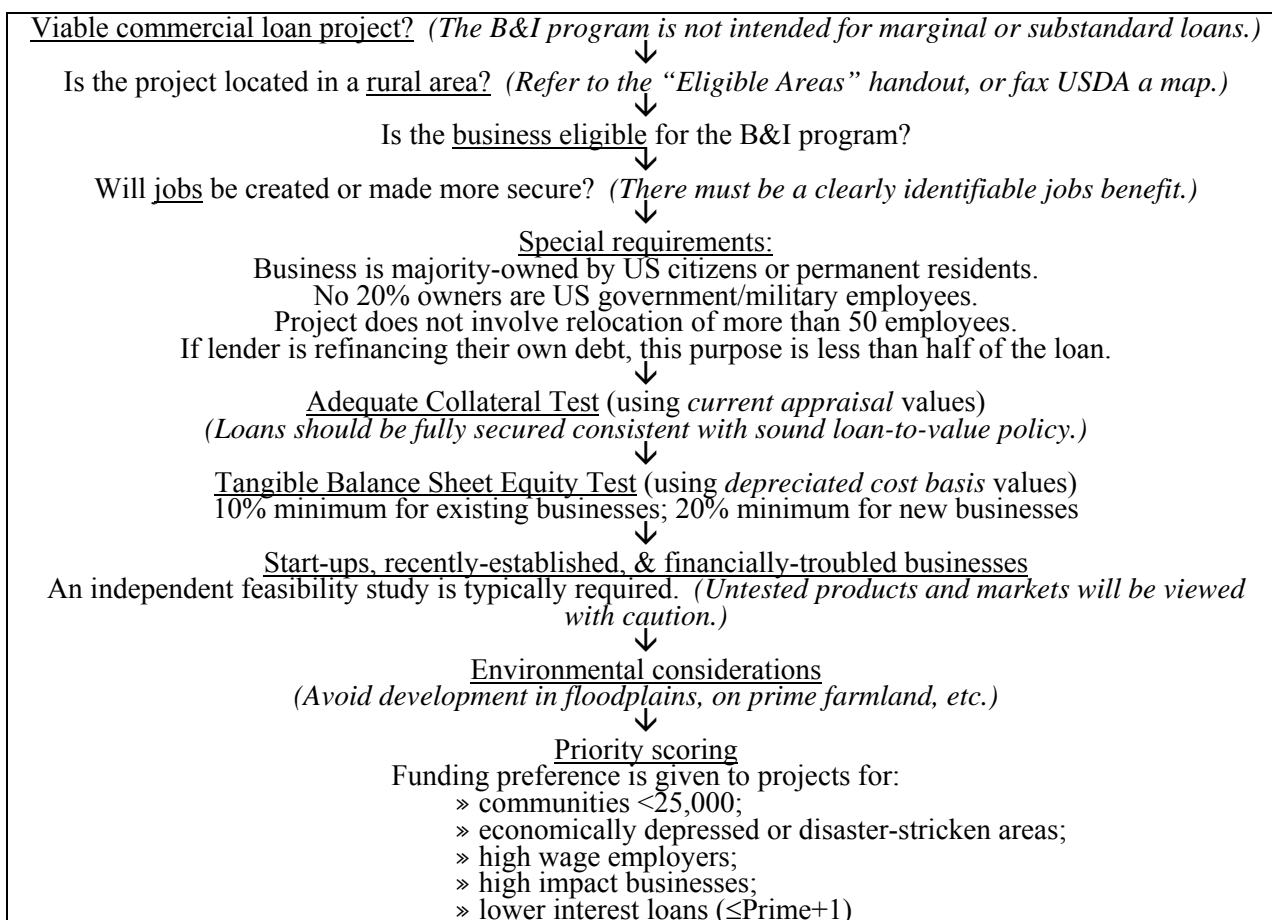 Viable commercial loan project? (The B&I program is not intended for marginal or substandard loans.)
↓
Is the project located in a rural area? (Refer to the “Eligible Areas” handout, or fax USDA a map.)
↓
Is the business eligible for the B&I program?
↓
Will jobs be created or made more secure? (There must be a clearly identifiable jobs benefit.)
↓
Special requirements:
Business is majority-owned by US citizens or permanent residents.
No 20% owners are US government/military employees.
Project does not involve relocation of more than 50 employees.
If lender is refinancing their own debt, this purpose is less than half of the loan.
↓
Adequate Collateral Test (using current appraisal values)
(Loans should be fully secured consistent with sound loan-to-value policy.)
↓
Tangible Balance Sheet Equity Test (using depreciated cost basis values)
10% minimum for existing businesses; 20% minimum for new businesses
↓
Start-ups, recently-established, & financially-troubled businesses
An independent feasibility study is typically required. (Untested products and markets will be viewed
with caution.)
↓
Environmental considerations
(Avoid development in floodplains, on prime farmland, etc.)
↓
Priority scoring
Funding preference is given to projects for:
» communities <25,000;
» economically depressed or disaster-stricken areas;
» high wage employers;
» high impact businesses;
» lower interest loans (≤Prime+1)